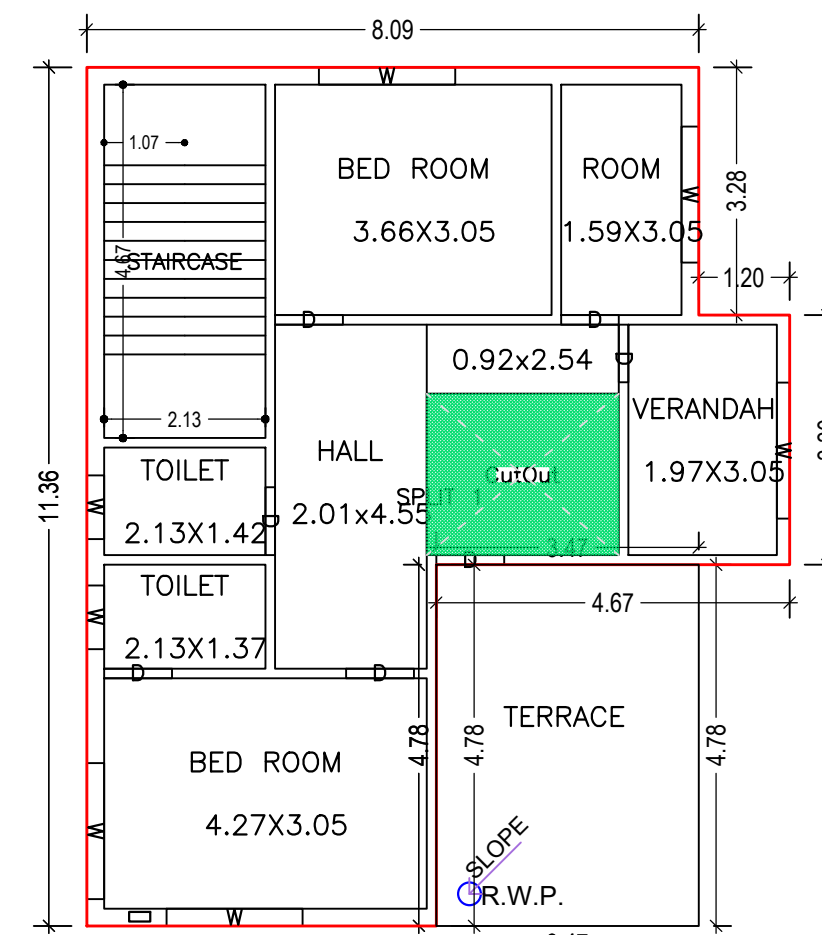 8.09
W
1.07
BED ROOM
ROOM
3.66X3.05
1.59X3.05
W
3.28
4.67
STAIRCASE
1.20
D
D
0.92x2.54
D
2.13
VERANDAH
HALL
TOILET
CutOut
W
1.97X3.05
11.36
SPLIT 1
2.01x4.55
W
2.13X1.42
D
3.47
D
TOILET
W
4.67
2.13X1.37
D
D
TERRACE
4.78
4.78
4.78
BED ROOM
4.27X3.05
W
SLOPE
R.W.P.
W